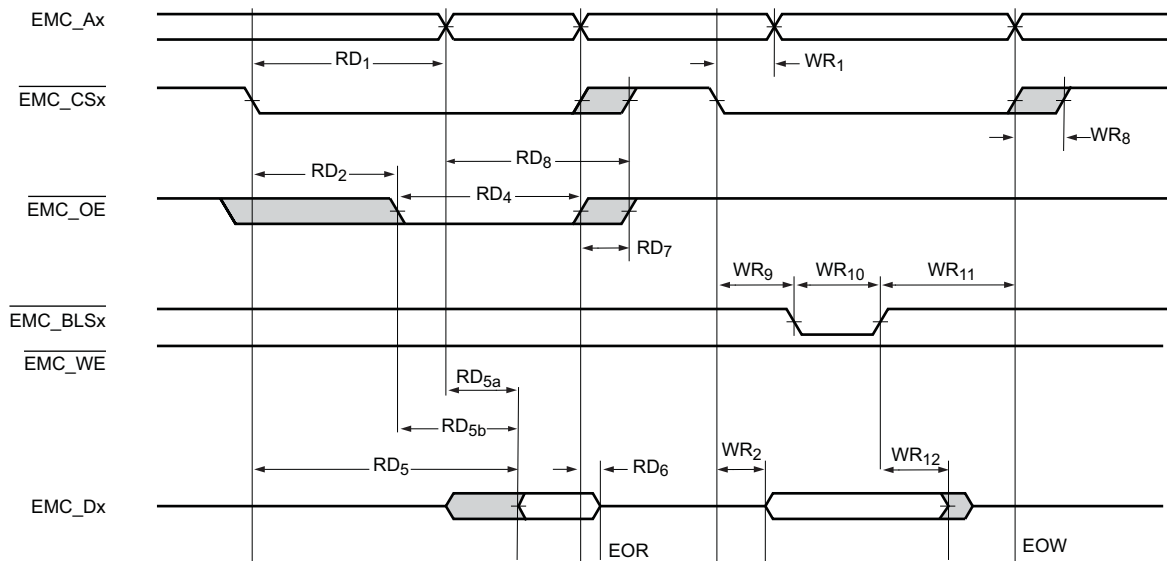 EMC_Ax
RD1
WR1
EMC_CSx
RD8
WR8
RD2
RD4
EMC_OE
RD7
WR9
WR10
WR11
EMC_BLSx
EMC_WE
RD5a
RD5b
RD5
RD6
WR2
WR12
EMC_Dx
EOR
EOW